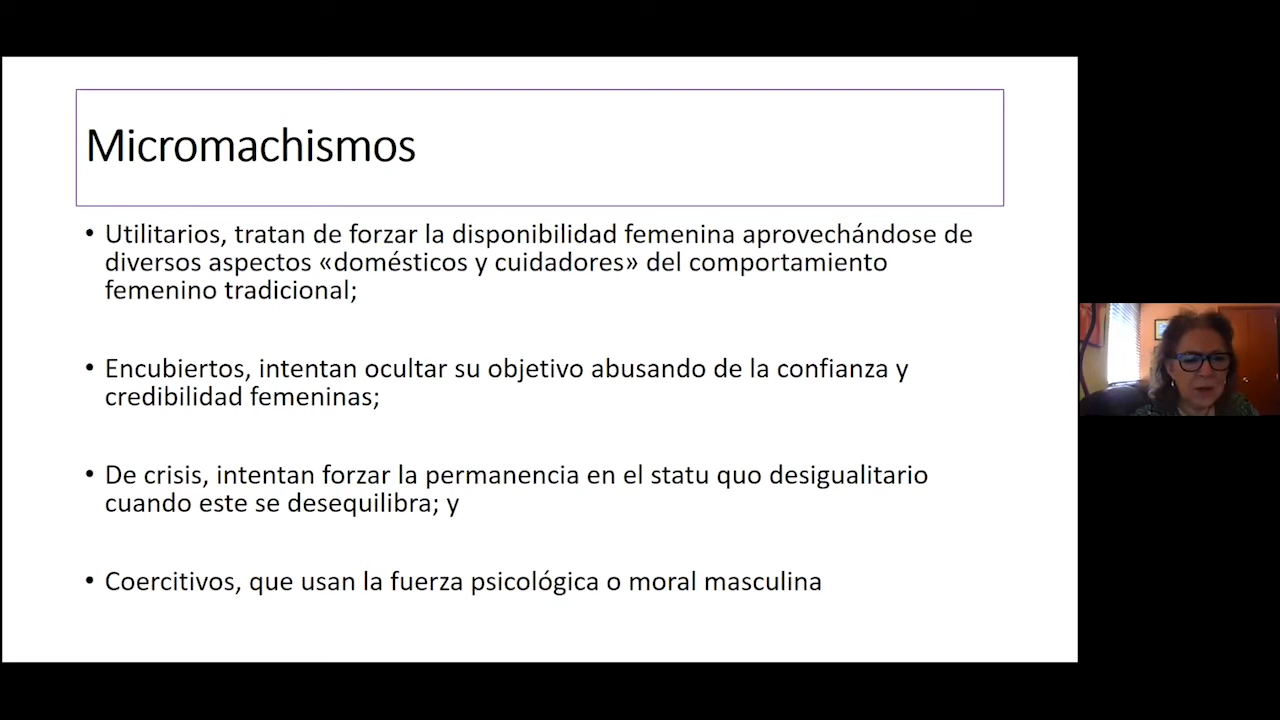 Micromachismos
• Utilitarios, tratan de forzar la disponibilidad femenina aprovechándose de
diversos aspectos «domésticos y cuidadores» del comportamiento
femenino tradicional;
• Encubiertos, intentan ocultar su objetivo abusando de la confianza y
credibilidad femeninas;
• De crisis, intentan forzar la permanencia en el statu quo desigualitario
cuando este se desequilibra; y
• Coercitivos, que usan la fuerza psicológica o moral masculina